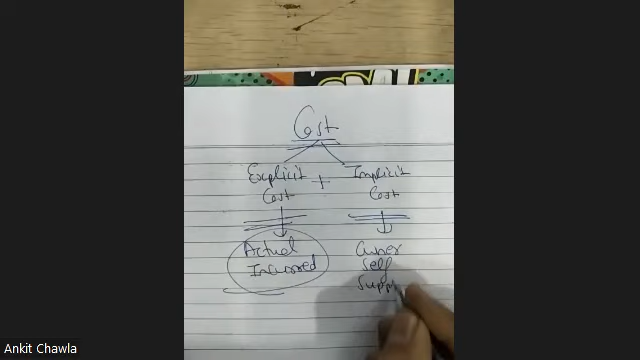 Cost
Explicit + Implicit
Cost Cost
Actual Owner
Incurred Self
Supp
Ankit Chawla